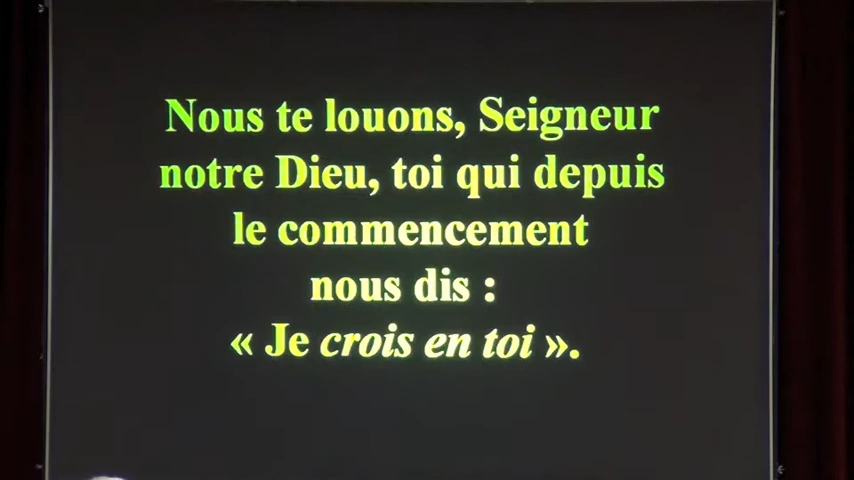 Nous te louons, Seigneur
notre Dieu, toi qui depuis
le commencement
nous dis :
« Je crois en toi ».